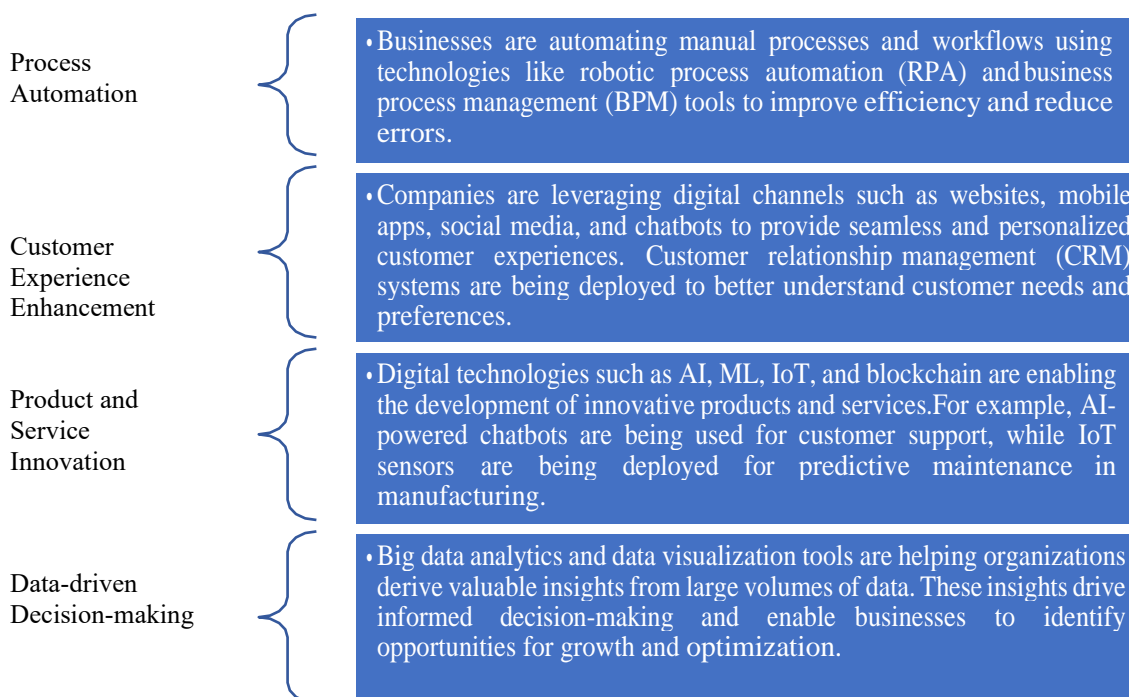 Process
Automation
•Businesses are automating manual processes and workflows using
technologies like robotic process automation (RPA) and business
process management (BPM) tools to improve efficiency and reduce
errors.
Customer
Experience
Enhancement
•Companies are leveraging digital channels such as websites, mobile
apps, social media, and chatbots to provide seamless and personalized
customer experiences. Customer relationship management (CRM)
systems are being deployed to better understand customer needs and
preferences.
Product and
Service
Innovation
•Digital technologies such as AI, ML, IoT, and blockchain are enabling
the development of innovative products and services.For example, AI-
powered chatbots are being used for customer support, while IoT
sensors are being deployed for predictive maintenance in
manufacturing.
Data-driven
Decision-making
•Big data analytics and data visualization tools are helping organizations
derive valuable insights from large volumes of data. These insights drive
informed decision-making and enable businesses to identify
opportunities for growth and optimization.